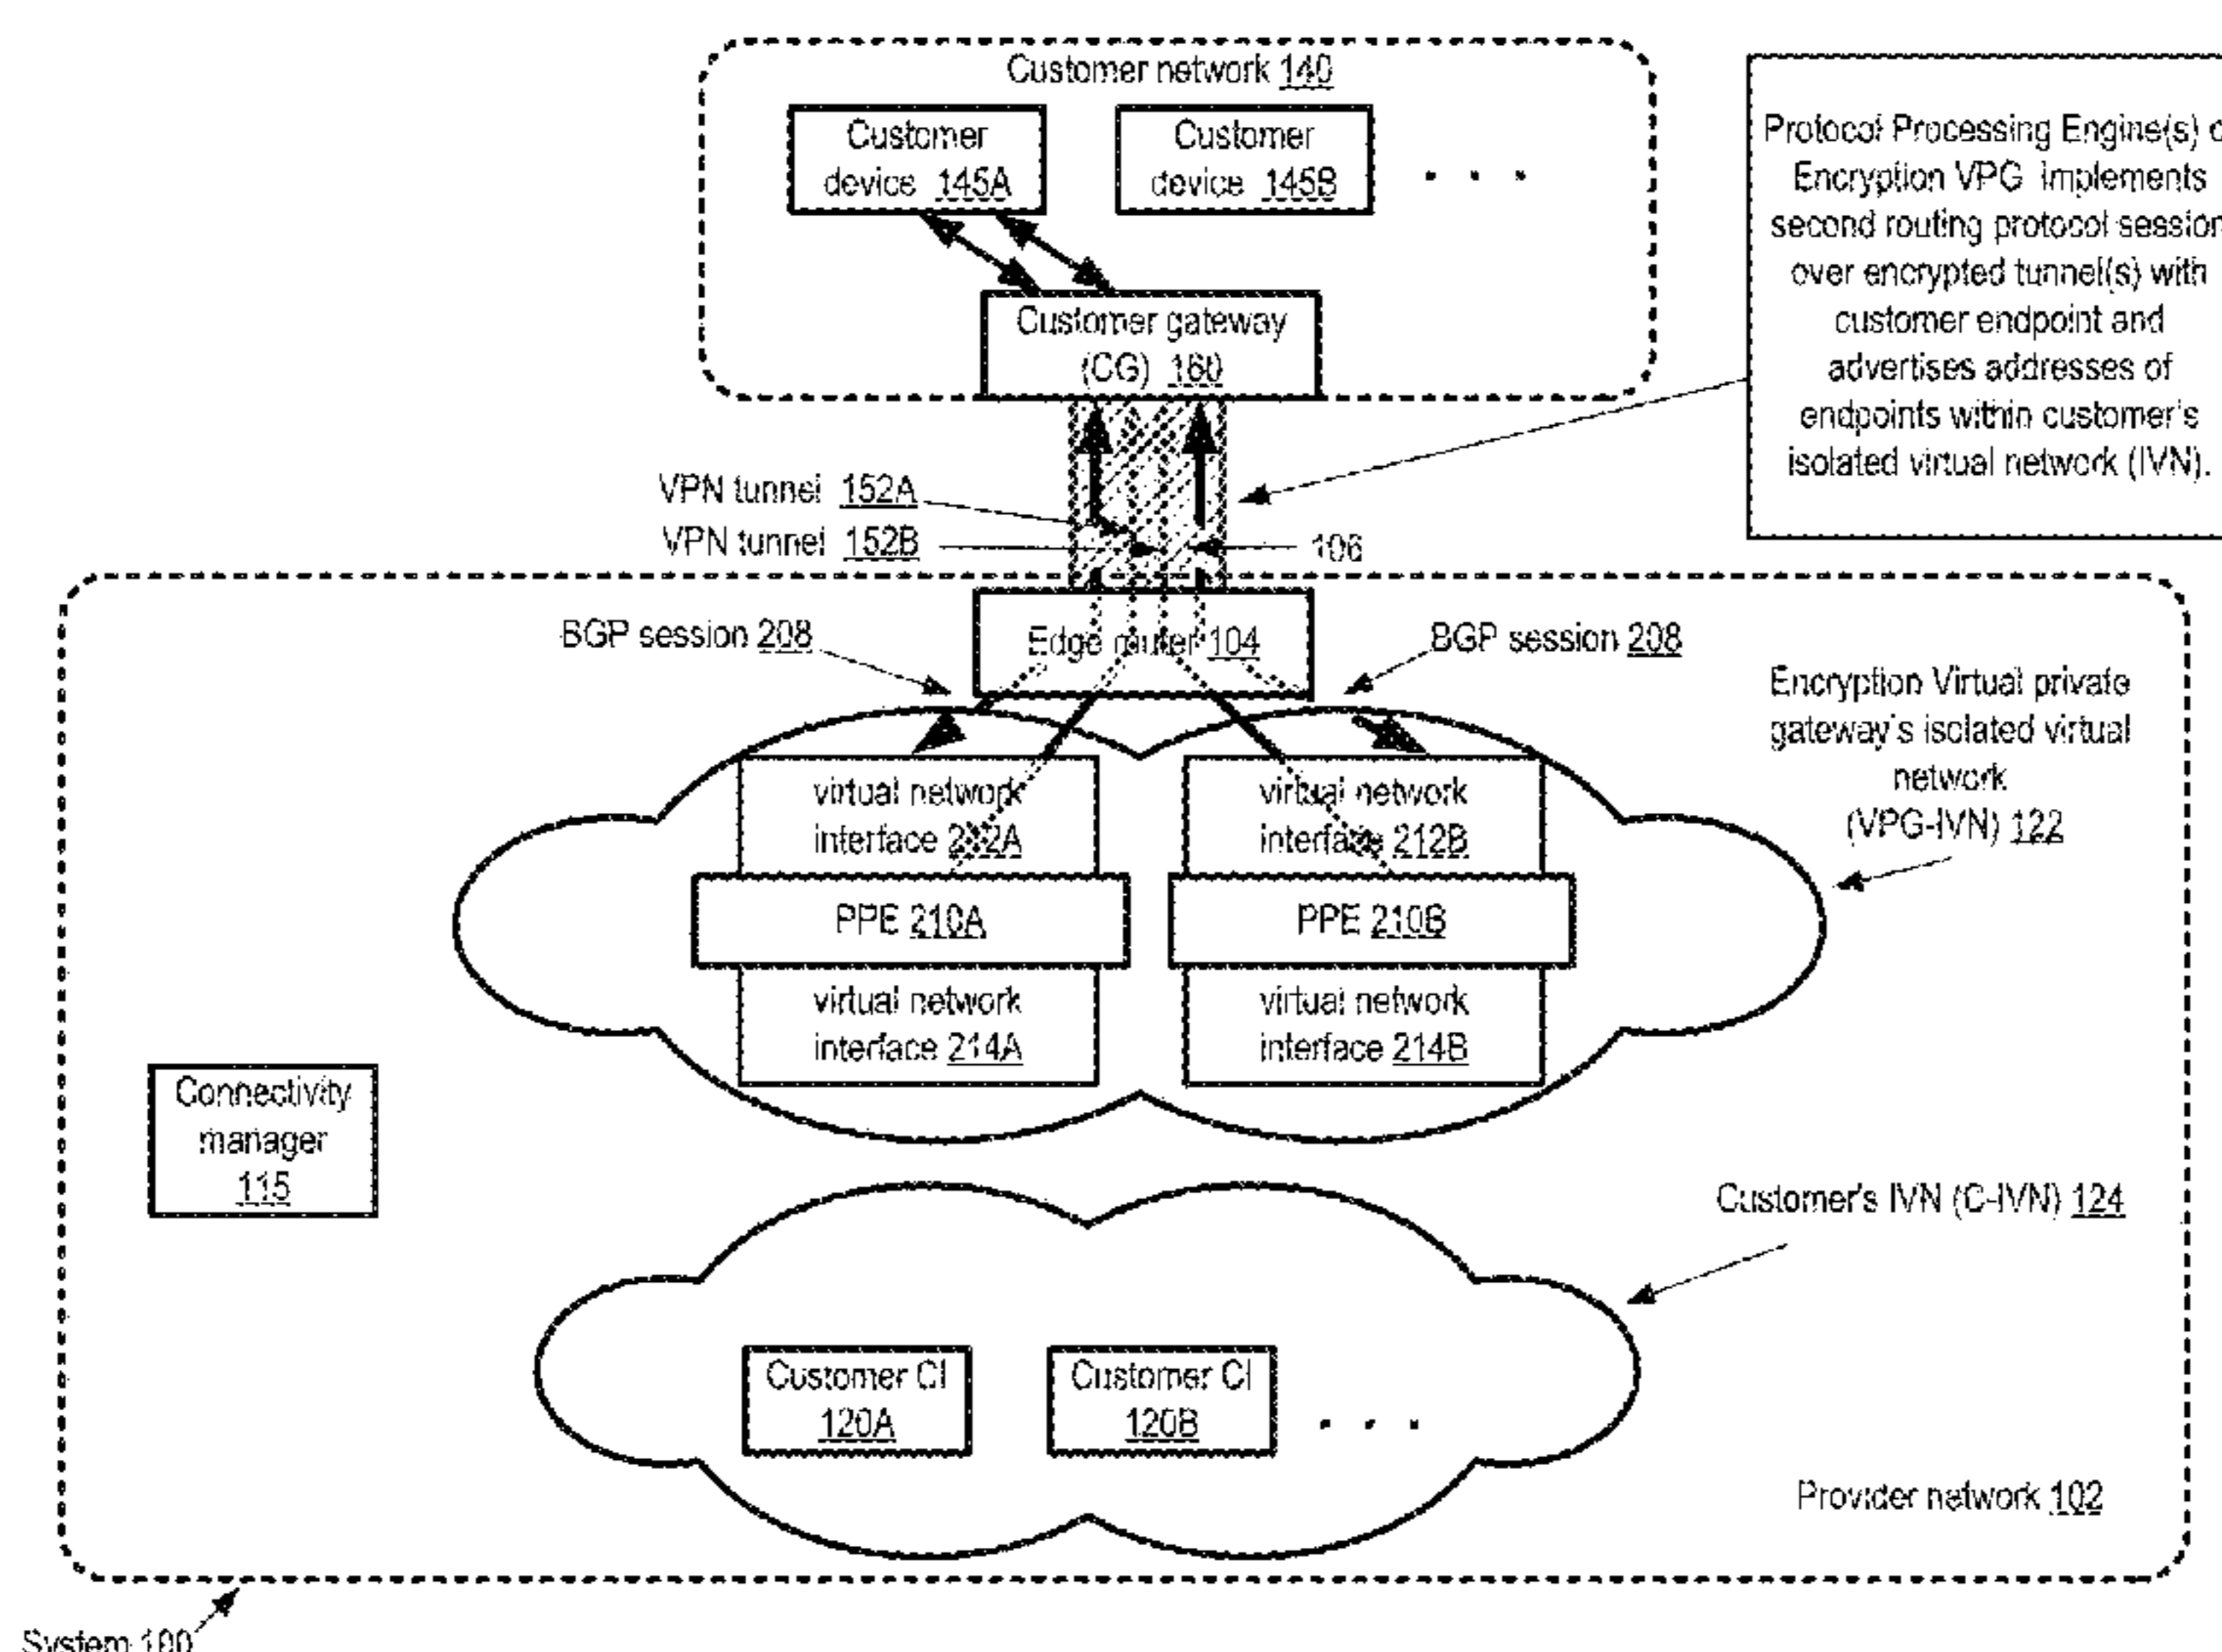 Customer network 140
Customer
device 145A
Customer
device 145B
. . .
Customer gateway
(CG) 160
Protocol Processing Engine(s)
Encryption VPG implements
second routing protocol session
over encrypted tunnel(s) with
customer endpoint and
advertises addresses of
endpoints within customer's
isolated virtual network (IVN).
VPN tunnel 152A
VPN tunnel 152B
106
BGP session 208
Edge router 104
BGP session 208
Encryption Virtual private
gateway's isolated virtual
network
(VPG-IVN) 122
virtual network
interface 212A
virtual network
interface 212B
PPE 210A
PPE 210B
virtual network
interface 214A
virtual network
interface 214B
Connectivity
manager
115
Customer's IVN (C-IVN) 124
Customer CI
120A
Customer CI
120B
. . .
Provider network 102
System 100